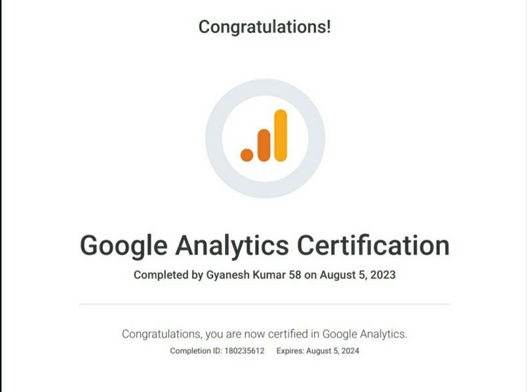 Congratulations!
Google Analytics Certification
Completed by Gyanesh Kumar 58 on August 5, 2023
Congratulations, you are now certified in Google Analytics.
Completion ID: 180235612 Expires: August 5, 2024